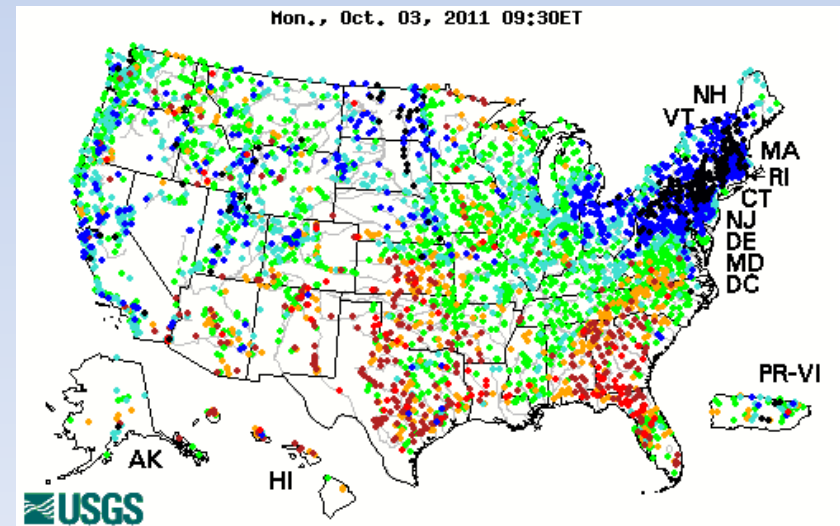 Mon., Oct. 03, 2011 09:30ET
NH
VT
MA
RI
CT
NJ
DE
MD
DC
PR-VI
AK
HI
USGS